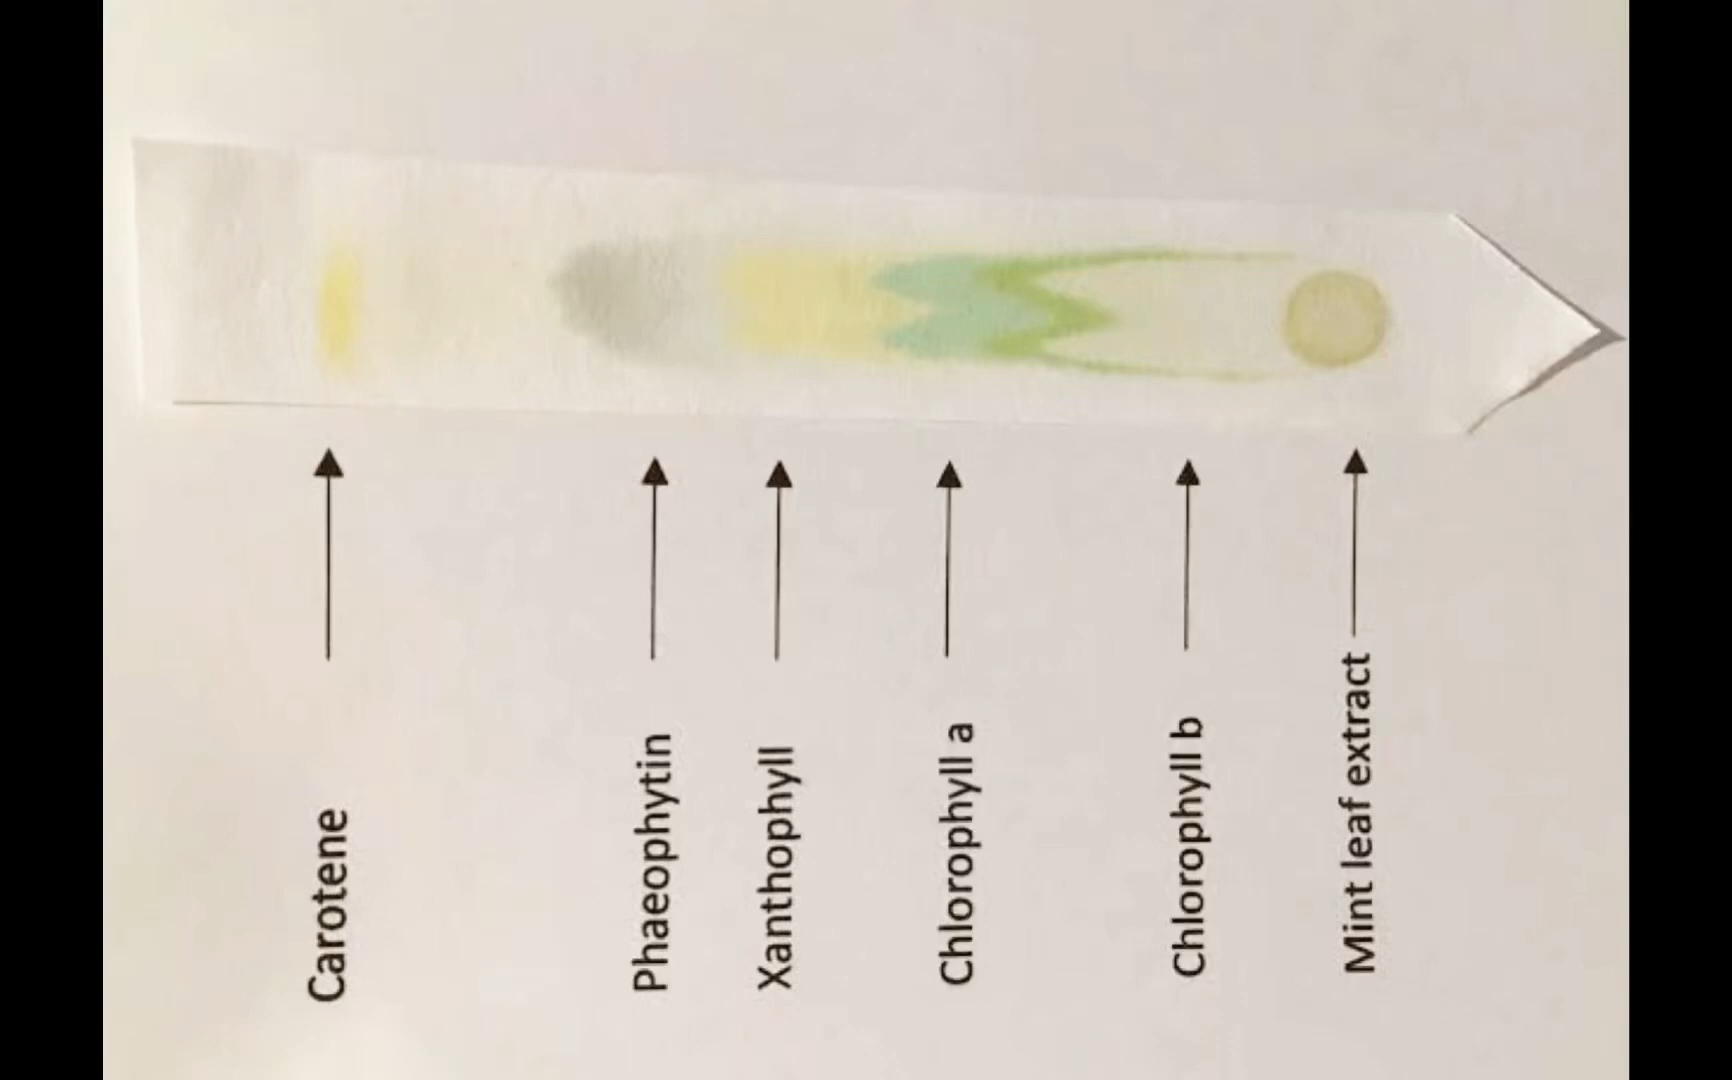 Carotene
Phaeophytin
Xanthophyll
Chlorophyll a
Chlorophyll b
Mint leaf extract